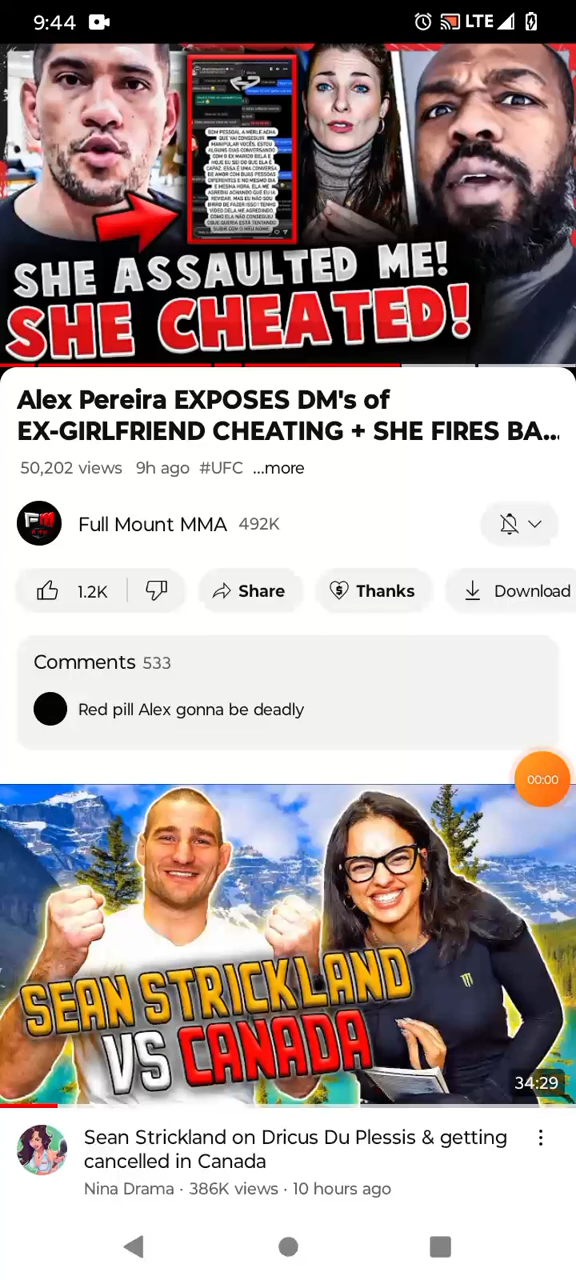 9:44
LTE
SHE ASSAULTED ME!
SHE CHEATED!
Alex Pereira EXPOSES DM's of
EX-GIRLFRIEND CHEATING + SHE FIRES BA...
50,202 views 9h ago #UFC ...more
FM
Full Mount MMA 492K
1.2K
Share
Thanks
Download
Comments 533
Red pill Alex gonna be deadly
00:00
SEAN STRICKLAND
VS CANADA
34:29
Sean Strickland on Dricus Du Plessis & getting
cancelled in Canada
Nina Drama · 386K views · 10 hours ago